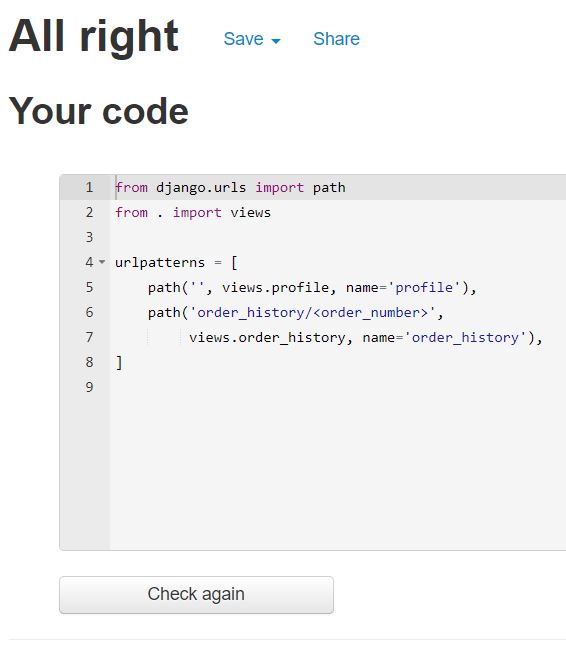 All right Save Share
Your code
1 from django.urls import path
2 from . import views
3
4 urlpatterns = [
5     path('', views.profile, name='profile'),
6     path('order_history/<order_number>',
7          views.order_history, name='order_history'),
8 ]
9
Check again